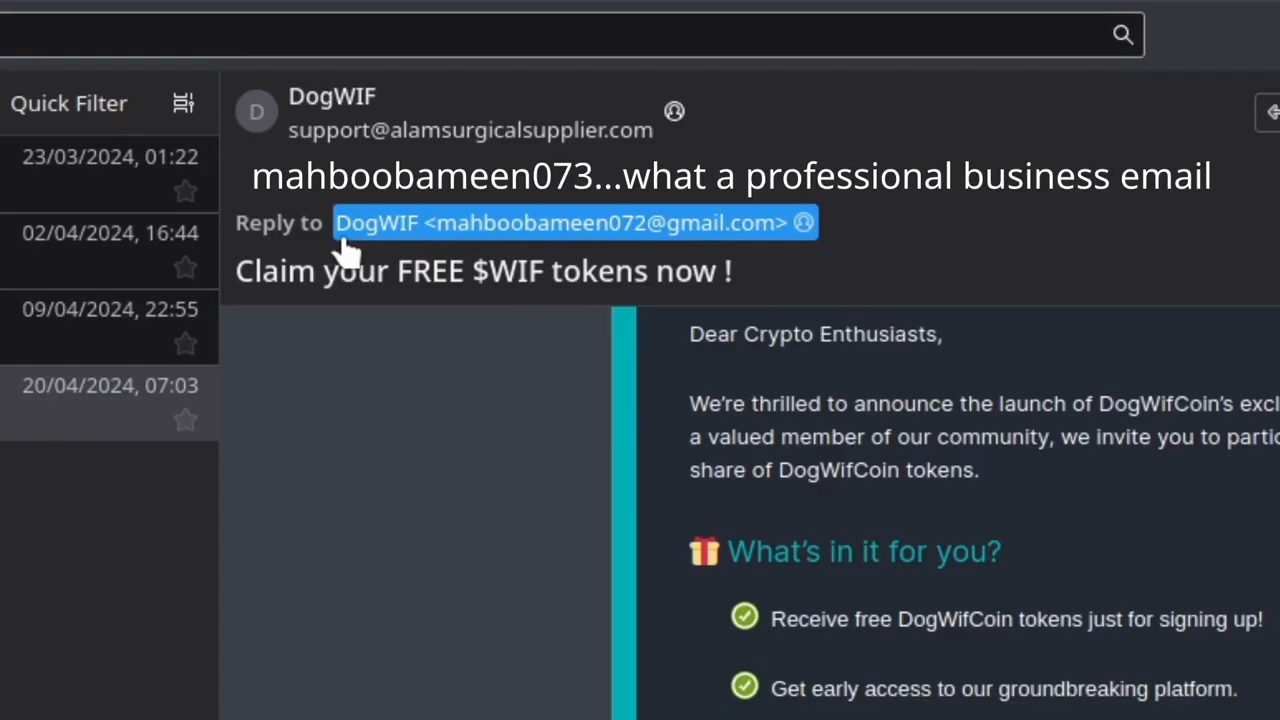 Quick Filter
23/03/2024, 01:22
02/04/2024, 16:44
09/04/2024, 22:55
20/04/2024, 07:03
D
DogWIF
support@alamsurgicalsupplier.com
mahboobameen073...what a professional business email
Reply to DogWIF <mahboobameen072@gmail.com>
Claim your FREE $WIF tokens now !
Dear Crypto Enthusiasts,
We're thrilled to announce the launch of DogWifCoin's
a valued member of our community, we invite you to
share of DogWifCoin tokens.
What's in it for you?
Receive free DogWifCoin tokens just for signing up!
Get early access to our groundbreaking platform.